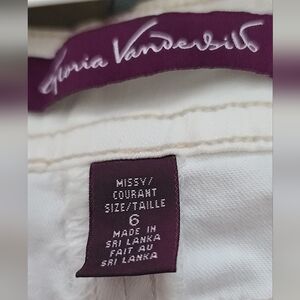 Gloria Vanderbilt
MISSY/
COURANT
SIZE/TAILLE
6
MADE IN
SRI LANKA
FAIT AU
SRI LANKA